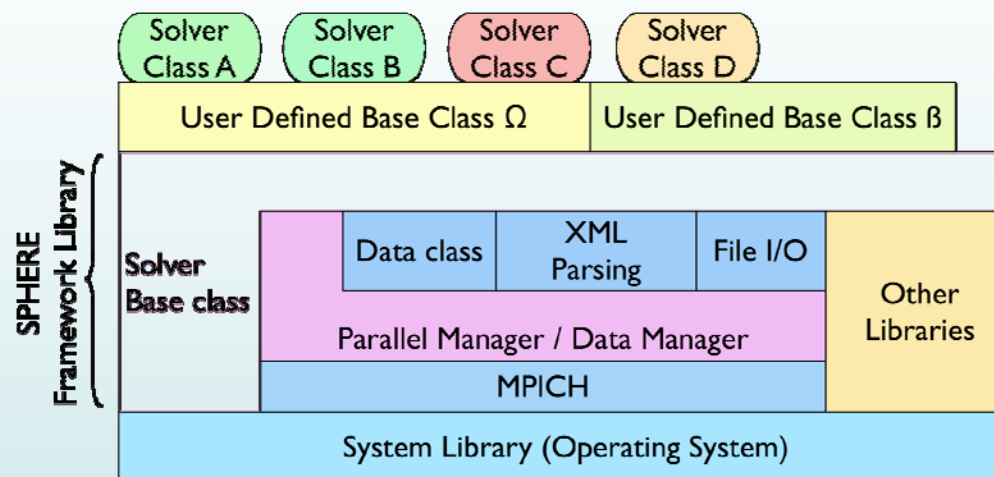 Solver
Class A
Solver
Class B
Solver
Class C
Solver
Class D
User Defined Base Class Ω
User Defined Base Class ß
SPHERE
Framework Library
Solver
Base class
Data class
XML
Parsing
File I/O
Other
Libraries
Parallel Manager / Data Manager
MPICH
System Library (Operating System)